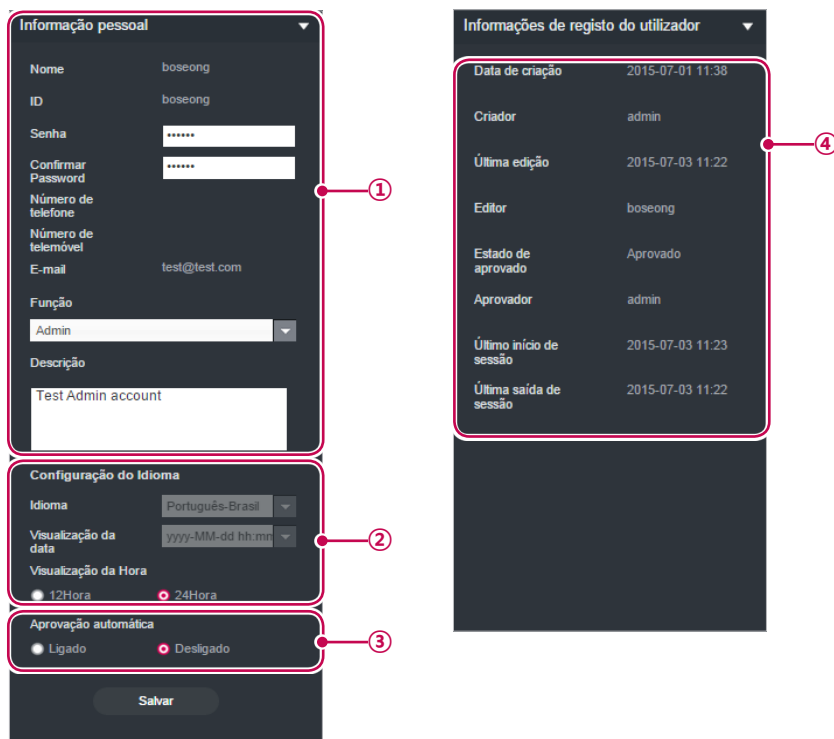 Informação pessoal
Nome boseong
ID boseong
Senha ••••••
Confirmar
Password ••••••
Número de
telefone
Número de
telemóvel
E-mail test@test.com
Função
Admin
Descrição
Test Admin account
①
Configuração do Idioma
Idioma Português-Brasil
Visualização da
data yyyy-MM-dd hh:mm
Visualização da Hora
12Hora 24Hora
②
Aprovação automática
Ligado Desligado
③
Salvar
Informações de registo do utilizador
Data de criação 2015-07-01 11:38
Criador admin
Última edição 2015-07-03 11:22
Editor boseong
Estado de
aprovado Aprovado
Aprovador admin
Último início de
sessão 2015-07-03 11:23
Última saída de
sessão 2015-07-03 11:22
④